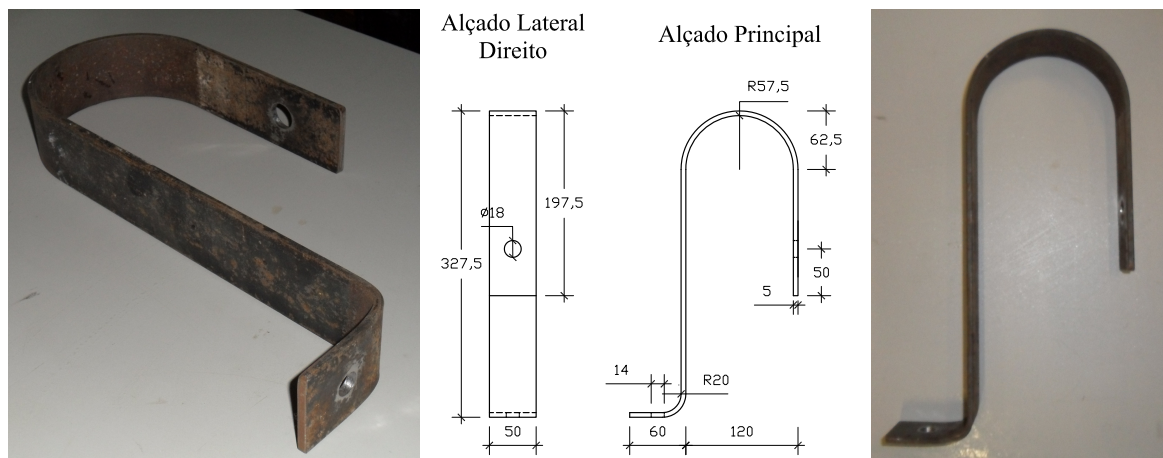 Alçado Lateral
Direito
Alçado Principal
R57,5
62,5
197,5
Ø18
327,5
50
5
14
R20
50
60
120